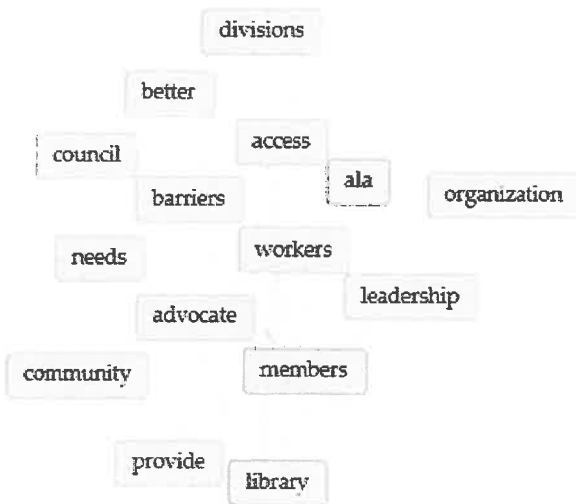 divisions
better
access
council
ala
barriers
organization
workers
needs
leadership
advocate
members
community
provide
library